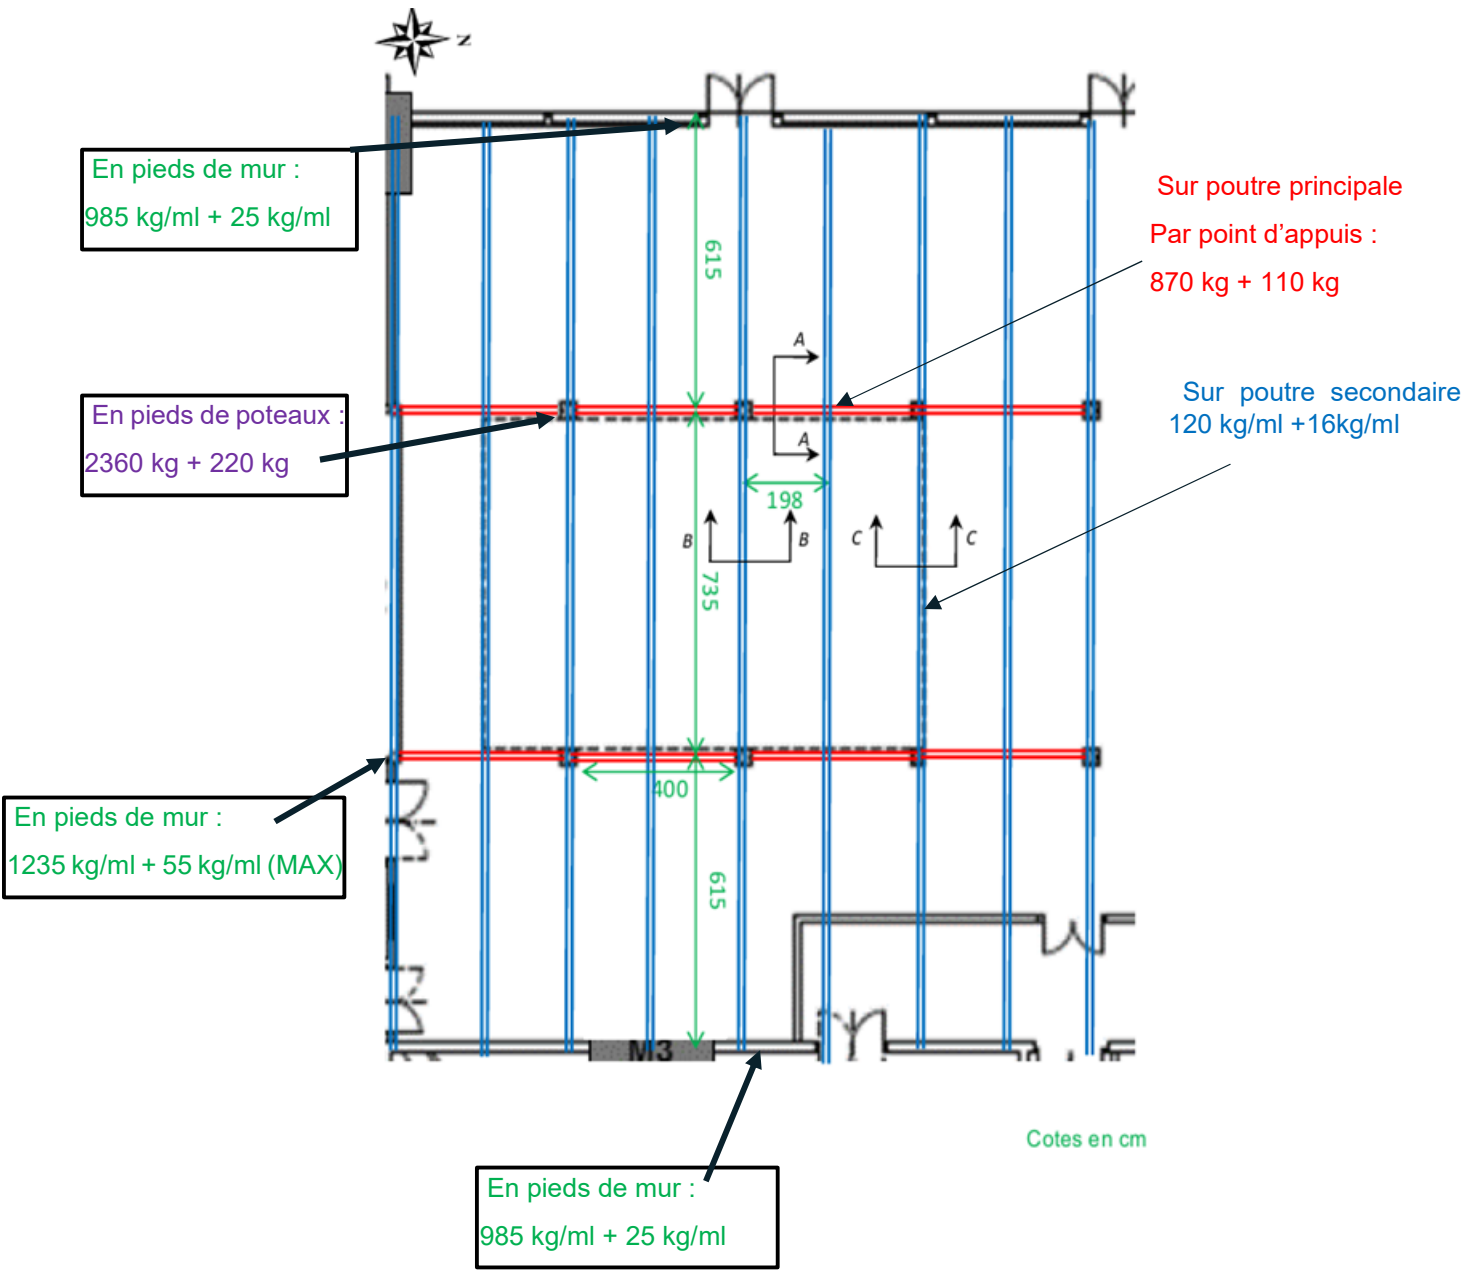 N
En pieds de mur :
985 kg/ml + 25 kg/ml
Sur poutre principale
Par point d’appuis :
870 kg + 110 kg
615
A
En pieds de poteaux :
2360 kg + 220 kg
Sur poutre secondaire
120 kg/ml +16kg/ml
A
198
B
B
C
C
735
400
En pieds de mur :
1235 kg/ml + 55 kg/ml (MAX)
615
M3
Cotes en cm
En pieds de mur :
985 kg/ml + 25 kg/ml